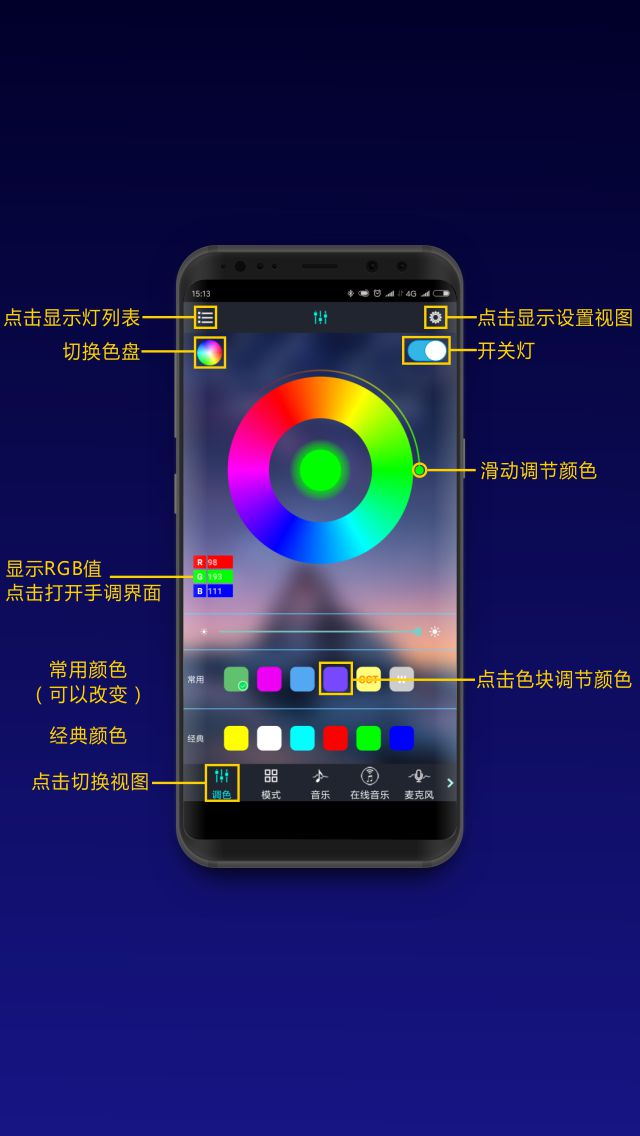 15:13
4G
点击显示灯列表
点击显示设置视图
切换色盘
开关灯
滑动调节颜色
R 98
G 193
B 111
显示RGB值
点击打开手调界面
常用颜色
（可以改变）
常用
CCT
W
点击色块调节颜色
经典颜色
经典
点击切换视图
调色
模式
音乐
在线音乐
麦克风